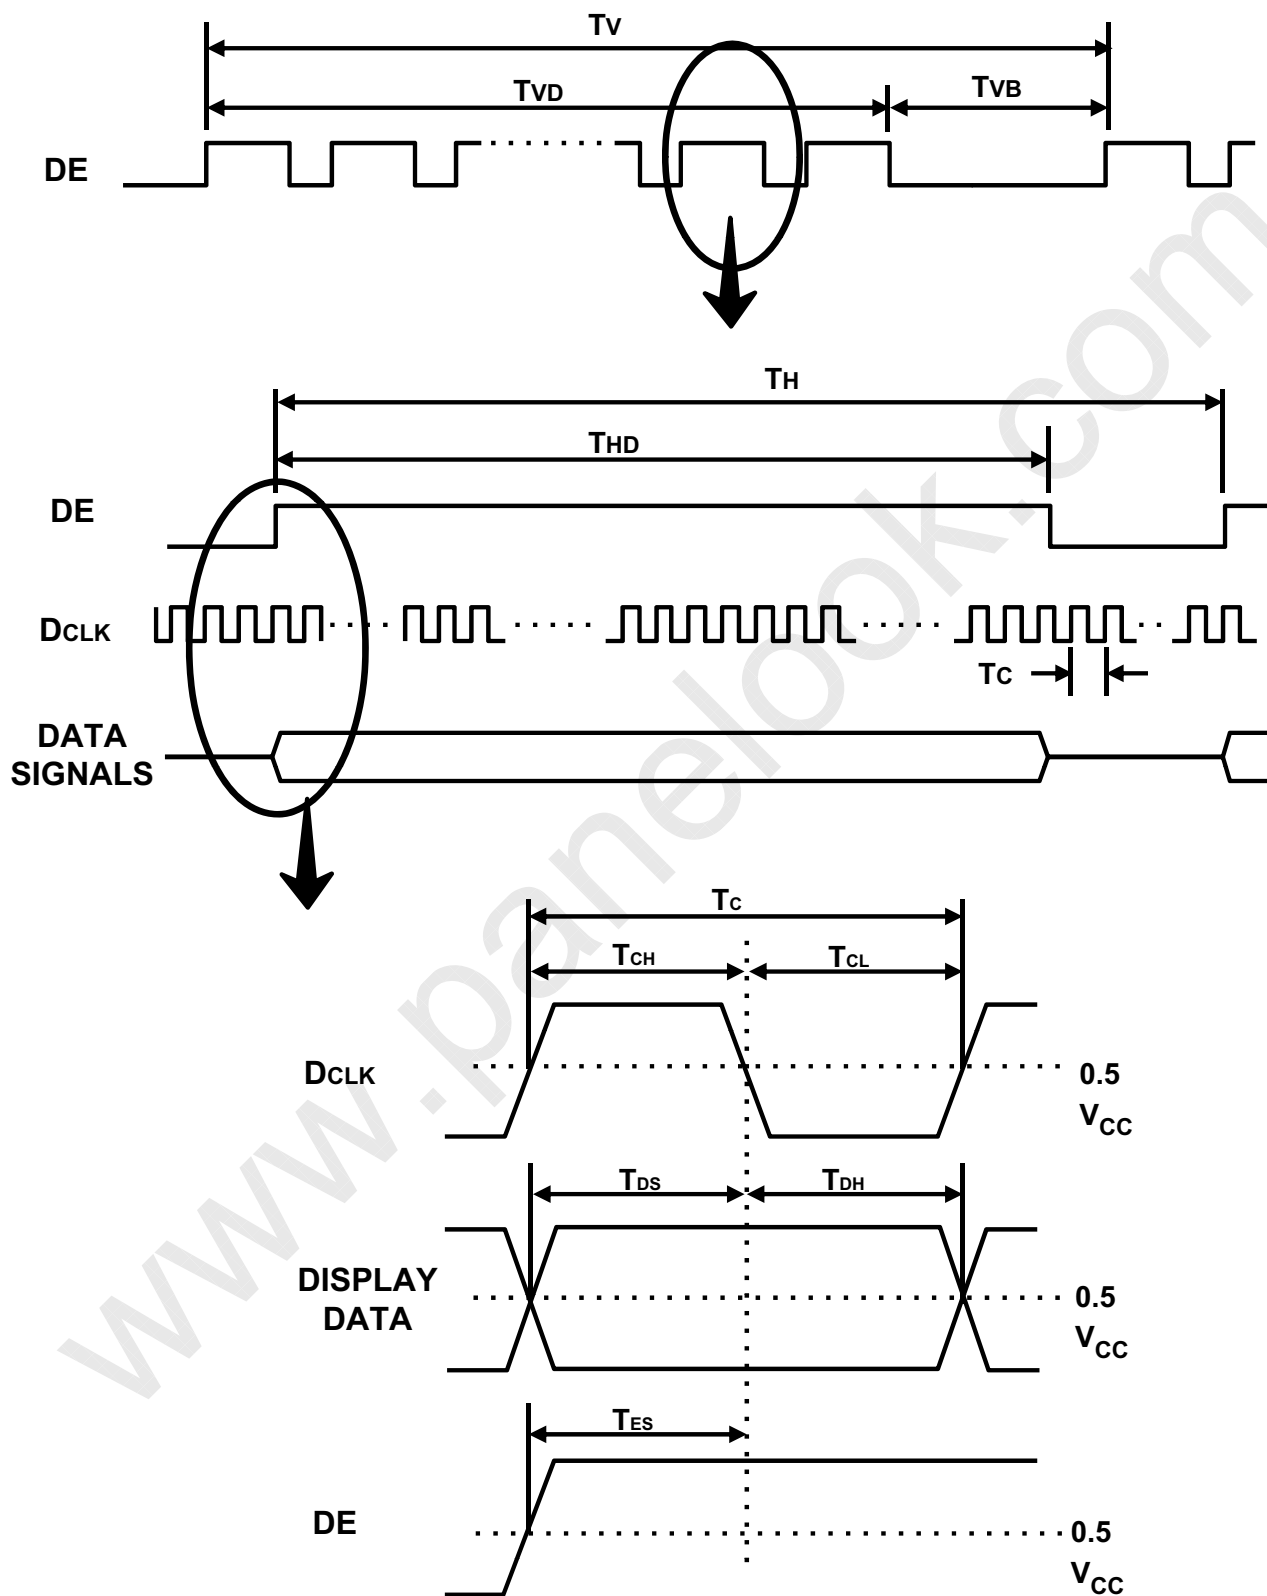 TV
TVD
TVB
DE
TH
THD
DE
DCLK
TC
DATA
SIGNALS
TC
TCH
TCL
DCLK
0.5
VCC
TDS
TDH
DISPLAY
DATA
0.5
VCC
TES
DE
0.5
VCC
www.panelook.com